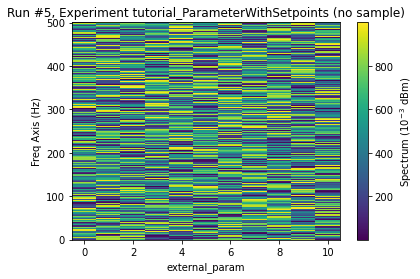 Run #5, Experiment tutorial_ParameterWithSetpoints (no sample)
500
400
300
200
100
0
Freq Axis (Hz)
0 2 4 6 8 10
external_param
800
600
400
200
Spectrum (10⁻³ dBm)